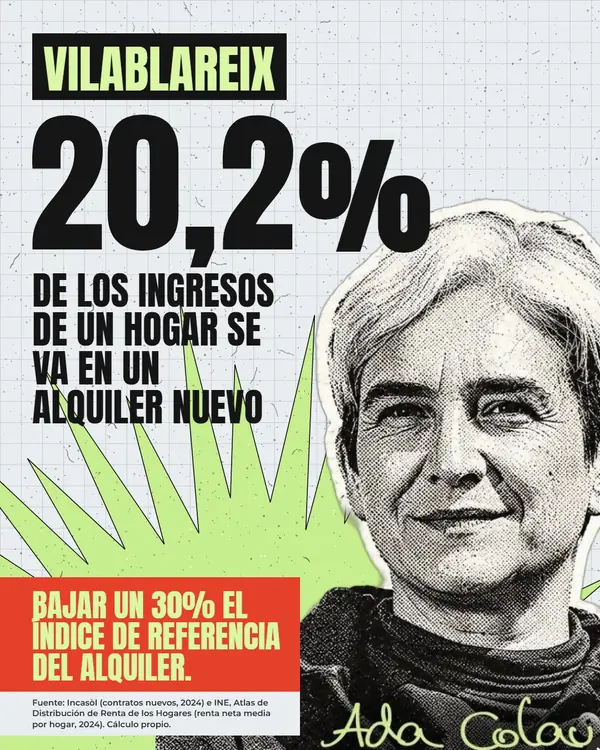 VILABLAREIX
20,2%
DE LOS INGRESOS
DE UN HOGAR SE
VA EN UN
ALQUILER NUEVO
BAJAR UN 30% EL
ÍNDICE DE REFERENCIA
DEL ALQUILER.
Fuente: Incasòl (contratos nuevos, 2024) e INE, Atlas de
Distribución de Renta de los Hogares (renta neta media
por hogar, 2024). Cálculo propio.
Ada Colau